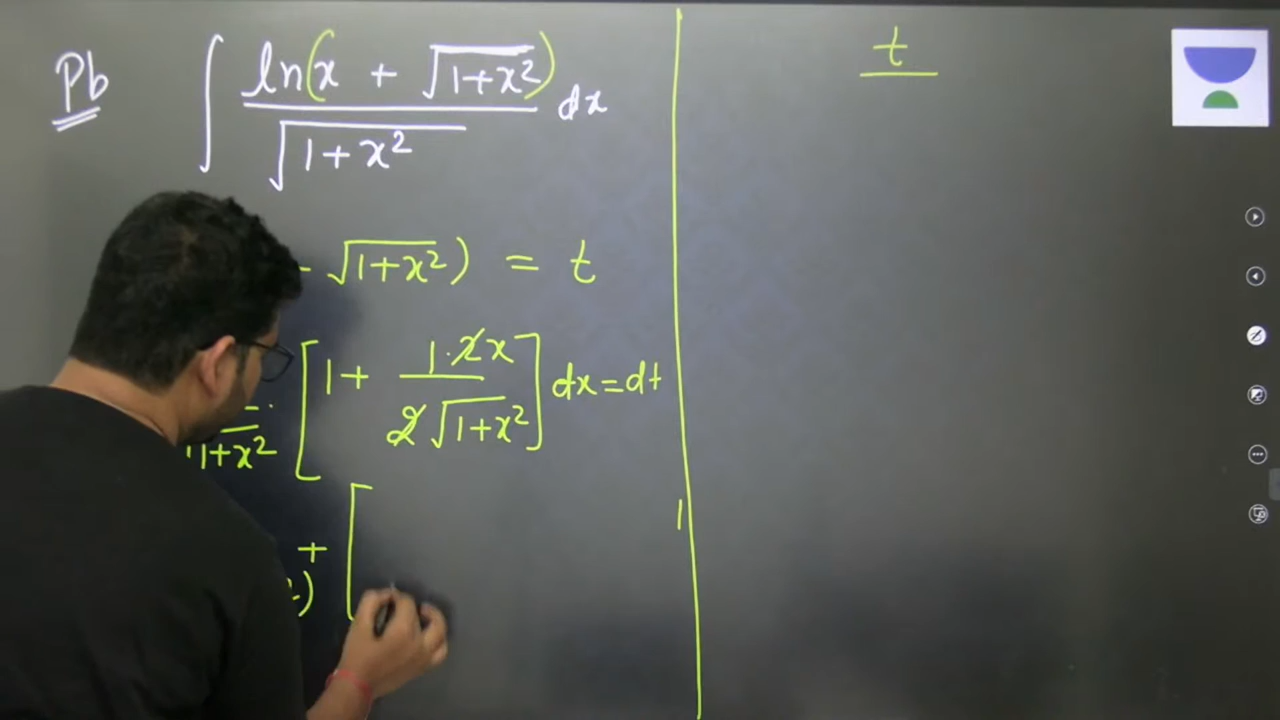 Pb ∫ ln(x + √(1+x²)) / √(1+x²) dx
√(1+x²) ) = t
1+x² [ 1 + 1·2x / 2√(1+x²) ] dx = dt
+ [
t